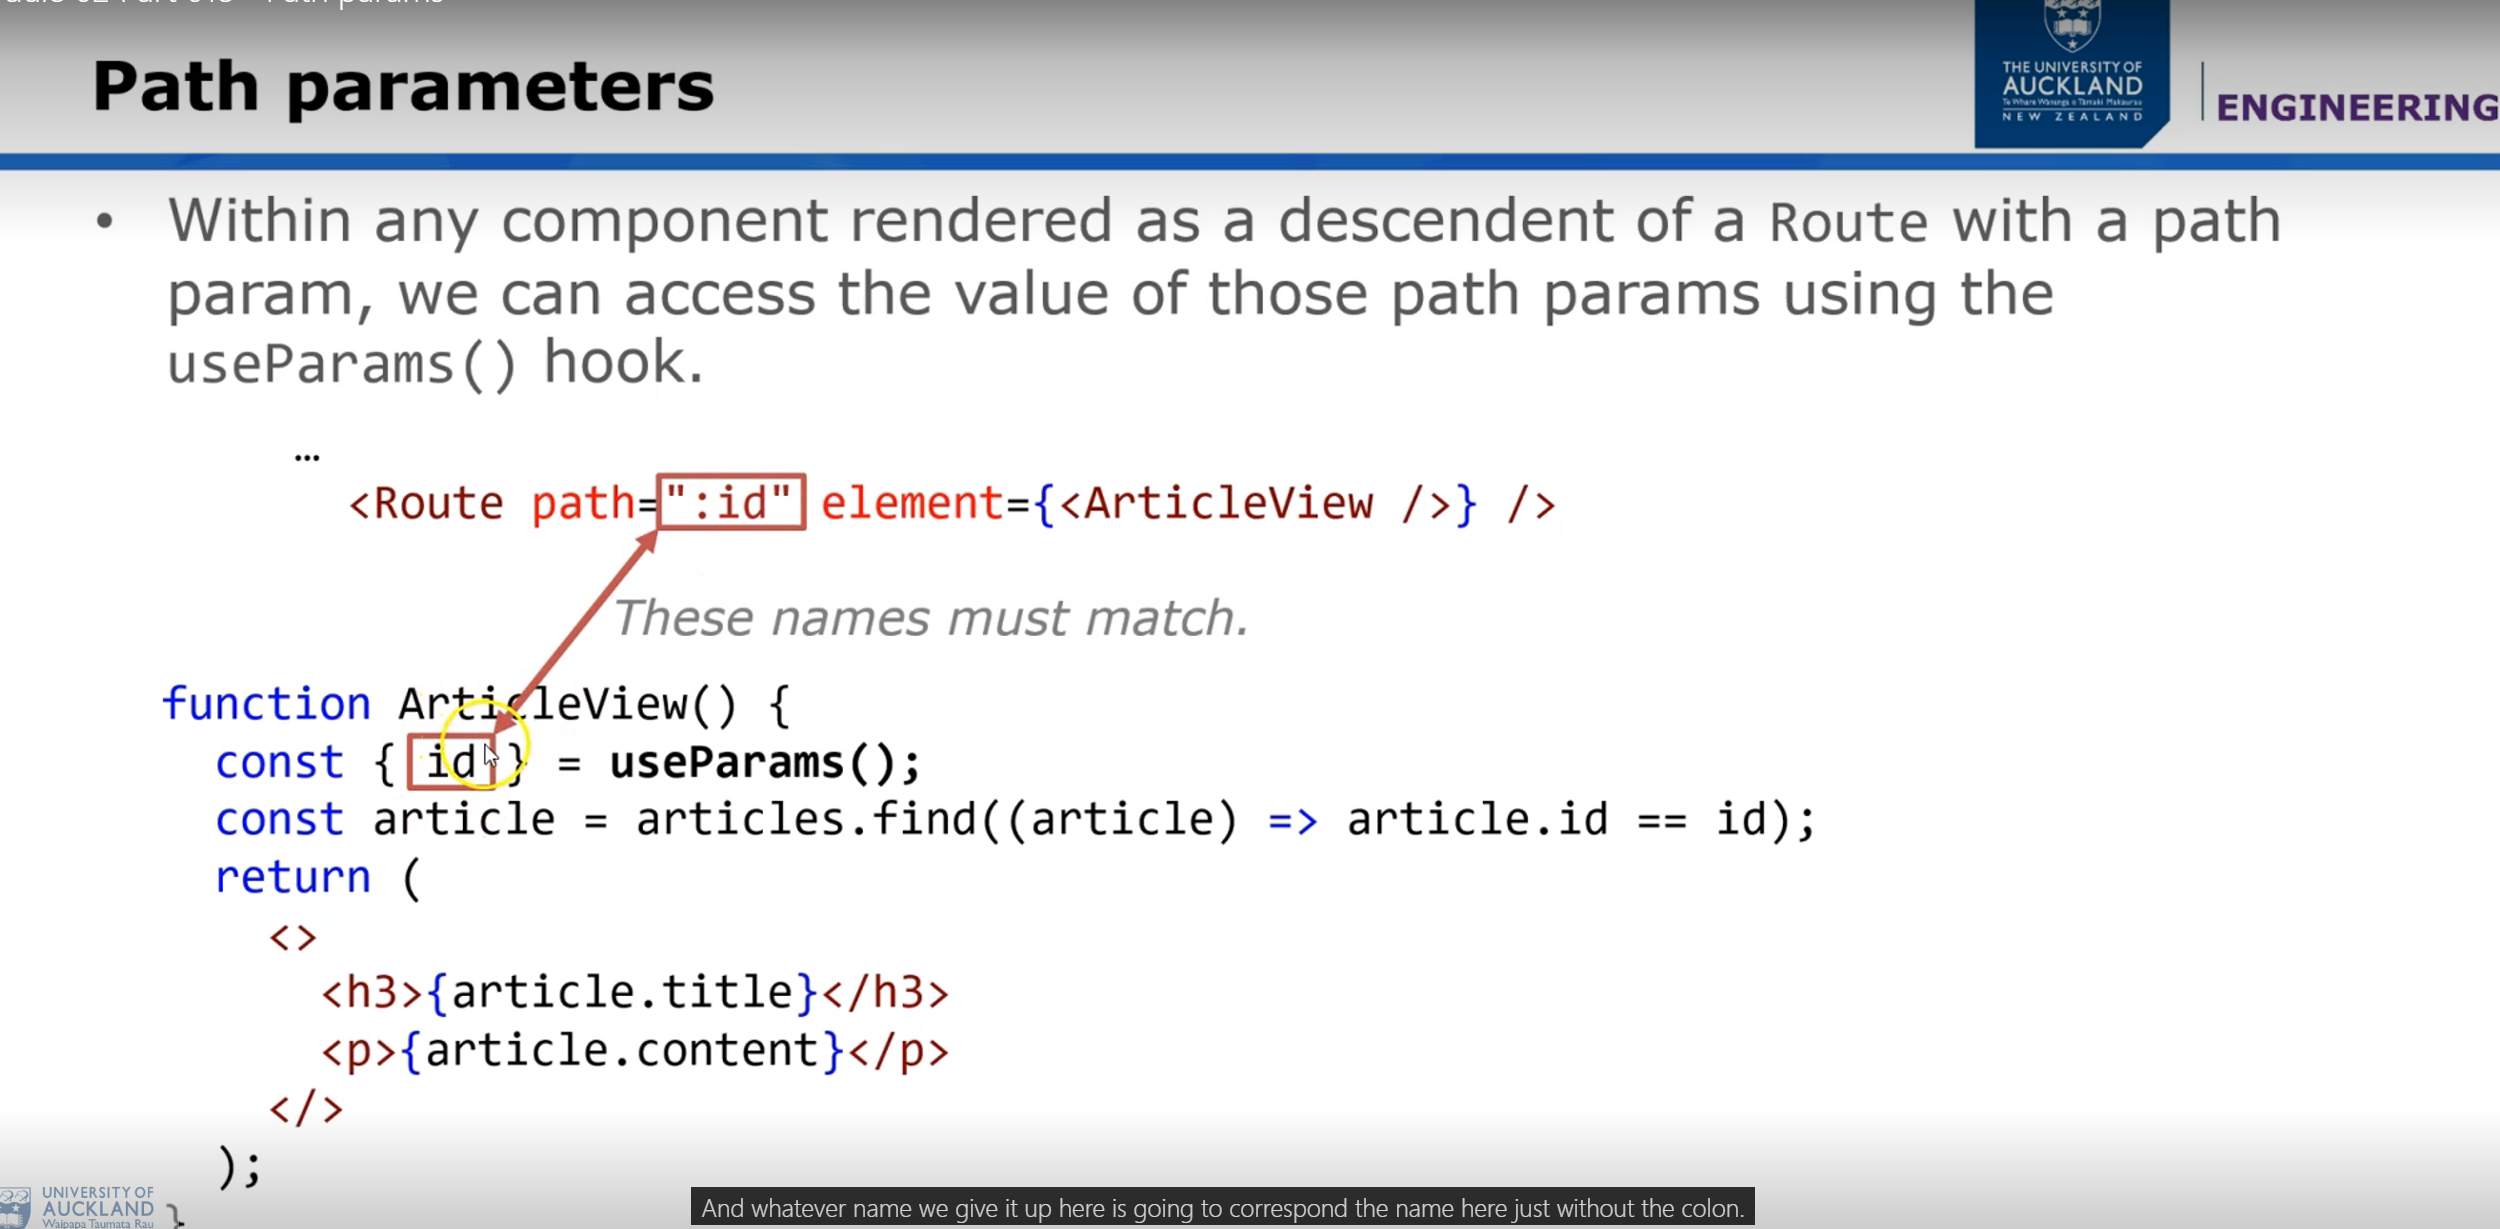 Path params
THE UNIVERSITY OF
AUCKLAND
Te Whare Wānanga o Tāmaki Makaurau
NEW ZEALAND
ENGINEERING
Path parameters
• Within any component rendered as a descendent of a Route with a path
param, we can access the value of those path params using the
useParams() hook.
…
<Route path=":id" element={<ArticleView />} />
These names must match.
function ArticleView() {
const { id } = useParams();
const article = articles.find((article) => article.id == id);
return (
<>
<h3>{article.title}</h3>
<p>{article.content}</p>
</>
);
}
UNIVERSITY OF
AUCKLAND
Waipapa Taumata Rau
And whatever name we give it up here is going to correspond the name here just without the colon.